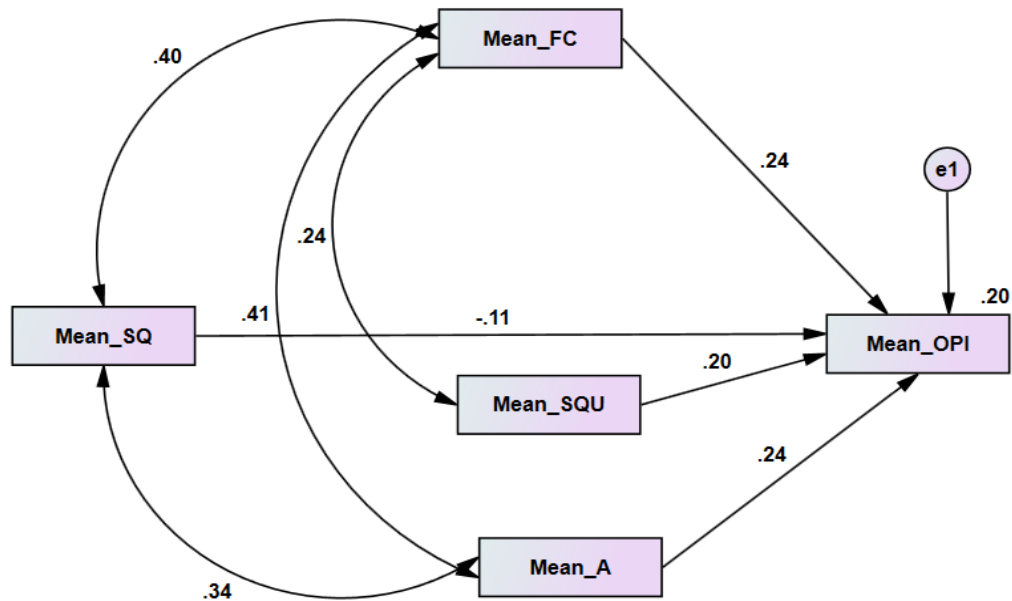 Mean_FC
.40
.24
e1
.24
.20
.41
-.11
Mean_SQ
Mean_OPI
.20
Mean_SQU
.24
Mean_A
.34